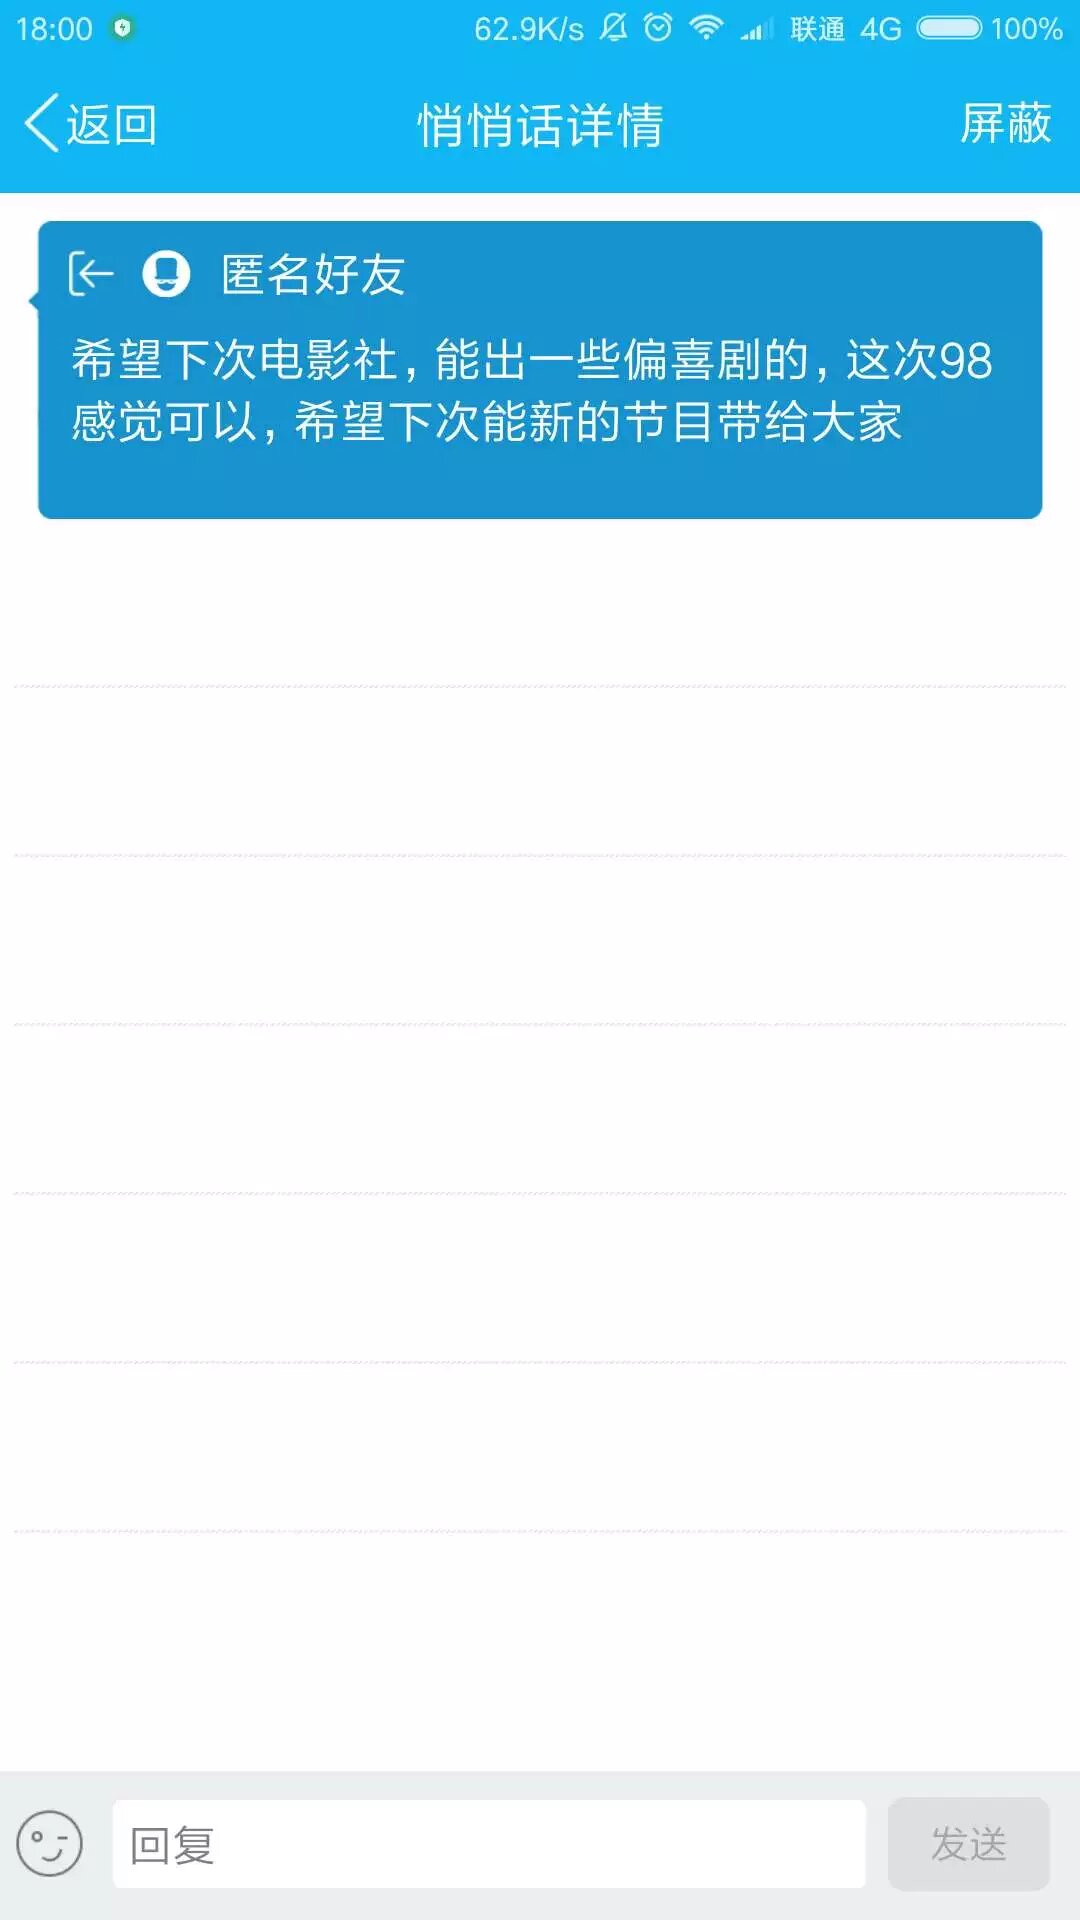 18:00 62.9K/s 联通 4G 100%
返回 悄悄话详情 屏蔽
匿名好友
希望下次电影社，能出一些偏喜剧的，这次98
感觉可以，希望下次能新的节目带给大家
回复 发送